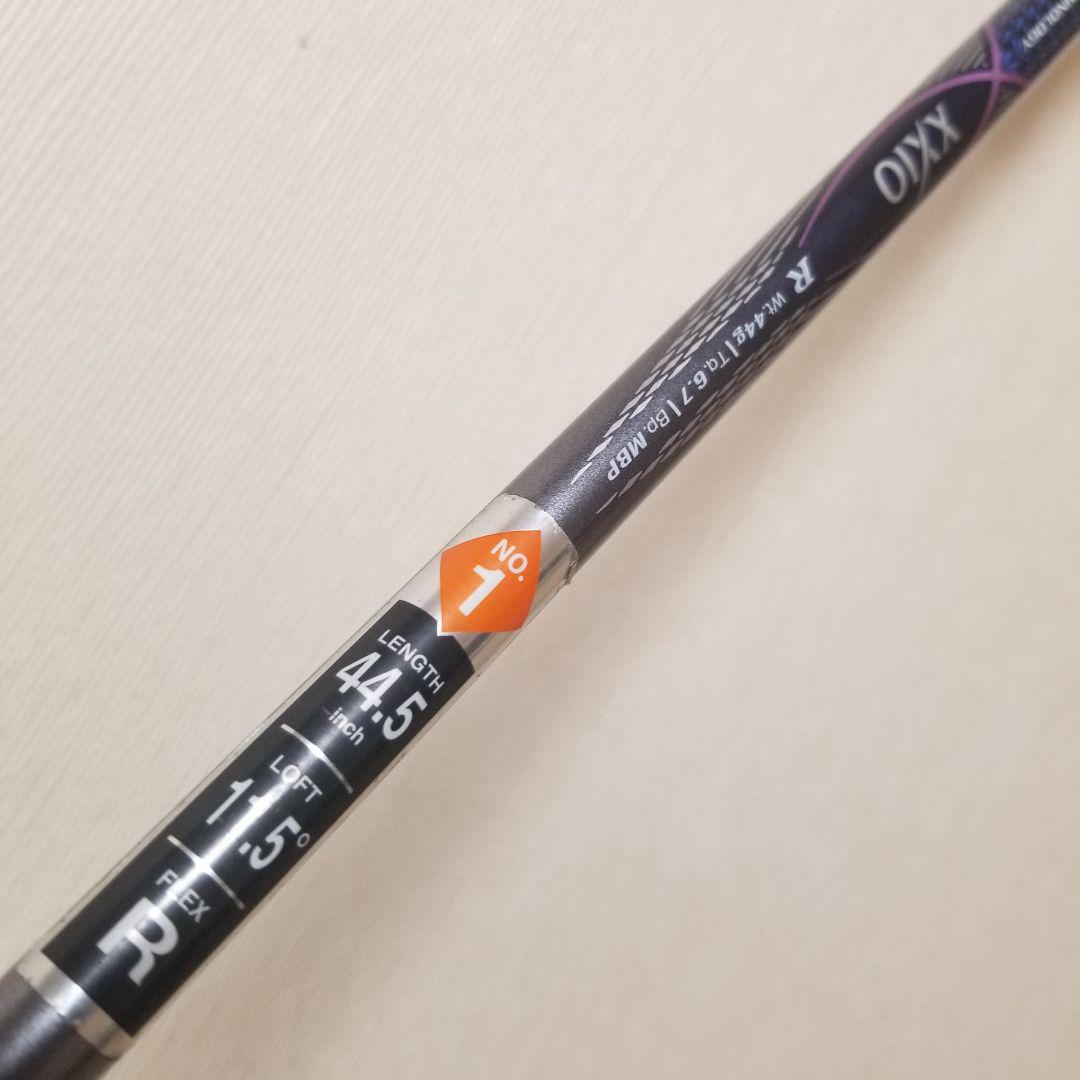 XXIO
R Wt.44g | Tq.6.7 | Bp.MBP
NO.
1
LENGTH
44.5
inch
LOFT
11.5°
FLEX
R